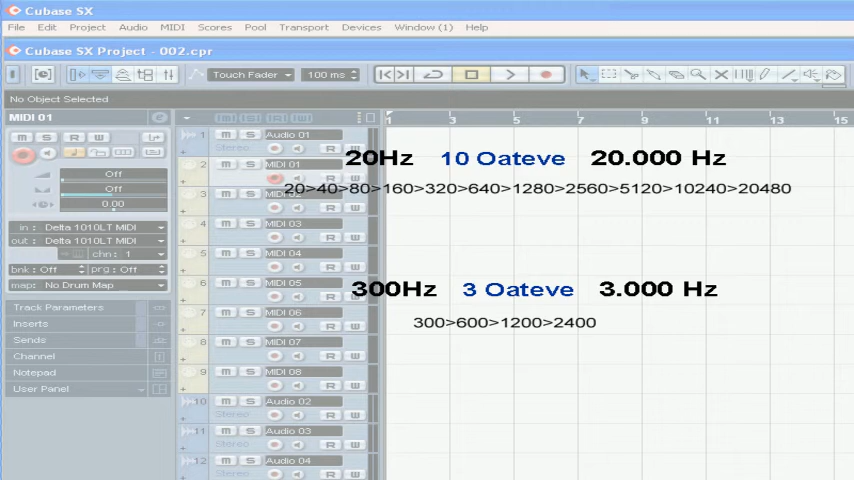 Cubase SX
File Edit Project Audio MIDI Scores Pool Transport Devices Window (1) Help
Cubase SX Project - 002.cpr
Touch Fader 100 ms
No Object Selected
MIDI 01
1 3 5 7 9 11 13 15
M S R W
Off
Off
0.00
in : Delta 1010LT MIDI
out : Delta 1010LT MIDI
chn : 1
bnk : Off prg : Off
map: No Drum Map
Track Parameters
Inserts
Sends
Channel
Notepad
User Panel
1 M S Audio 01
Stereo R W
2 M S MIDI 01
R W
3 M S MIDI 02
R W
4 M S MIDI 03
R W
5 M S MIDI 04
R W
6 M S MIDI 05
R W
7 M S MIDI 06
R W
8 M S MIDI 07
R W
9 M S MIDI 08
R W
10 M S Audio 02
Stereo R W
11 M S Audio 03
Stereo R W
12 M S Audio 04
Stereo R W
20Hz 10 Oateve 20.000 Hz
20>40>80>160>320>640>1280>2560>5120>10240>20480
300Hz 3 Oateve 3.000 Hz
300>600>1200>2400